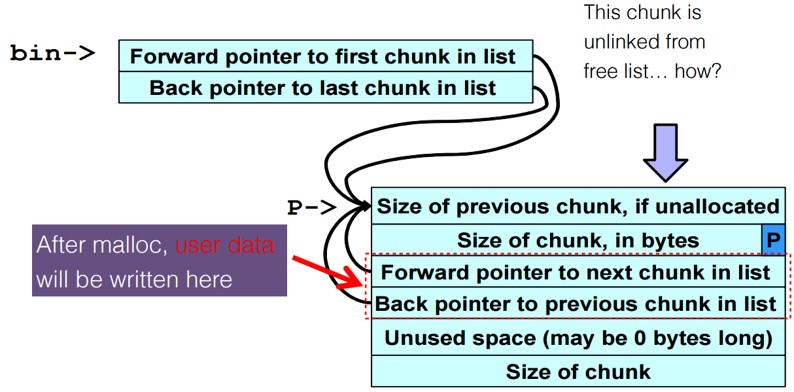 This chunk is
unlinked from
free list… how?
bin->
Forward pointer to first chunk in list
Back pointer to last chunk in list
P->
Size of previous chunk, if unallocated
Size of chunk, in bytes
P
Forward pointer to next chunk in list
Back pointer to previous chunk in list
Unused space (may be 0 bytes long)
Size of chunk
After malloc, user data
will be written here